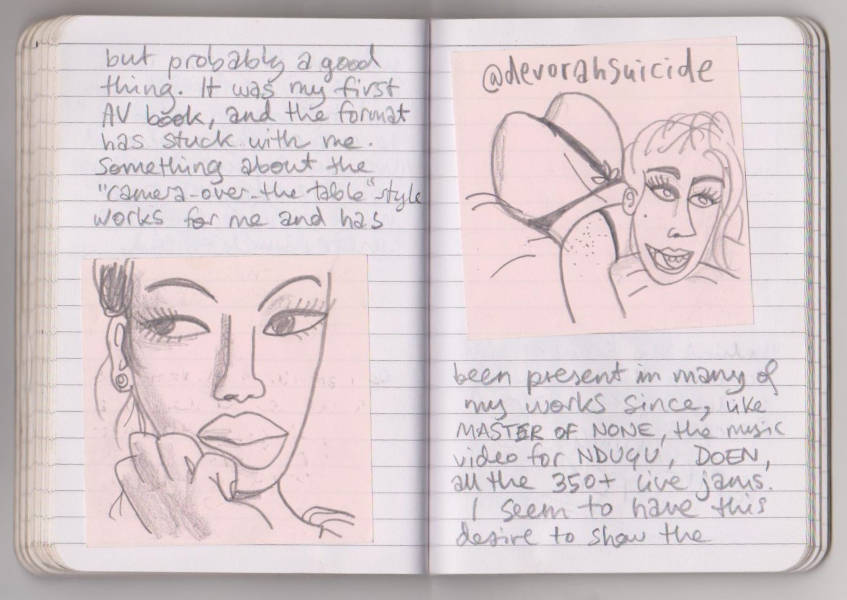 but probably a good
thing. It was my first
AV book, and the format
has stuck with me.
Something about the
"camera-over-the table" style
works for me and has
@devorahsuicide
been present in many of
my works since, like
MASTER OF NONE, the music
video for NDUGU, DOEN,
all the 350+ live jams.
I seem to have this
desire to show the